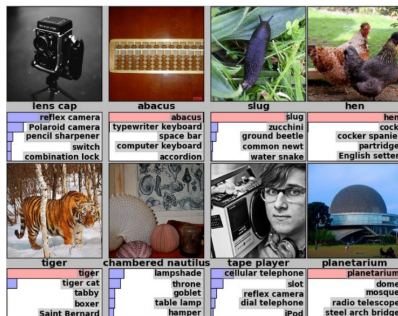 lens cap
abacus
slug
hen
reflex camera
Polaroid camera
pencil sharpener
switch
combination lock
abacus
typewriter keyboard
space bar
computer keyboard
accordion
slug
zucchini
ground beetle
common newt
water snake
hen
cock
cocker spaniel
partridge
English setter
tiger
chambered nautilus
tape player
planetarium
tiger
tiger cat
tabby
boxer
Saint Bernard
lampshade
throne
goblet
table lamp
hamper
cellular telephone
slot
reflex camera
dial telephone
iPod
planetarium
dome
mosque
radio telescope
steel arch bridge